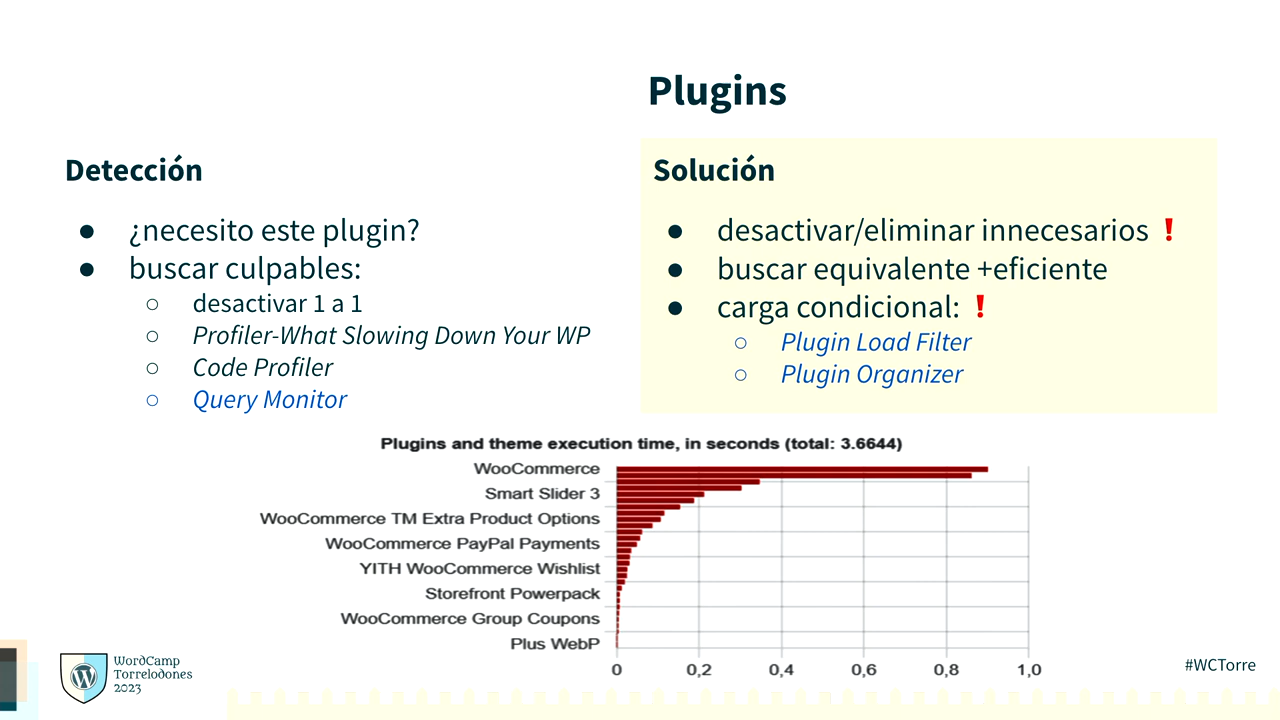 Plugins
Detección
● ¿necesito este plugin?
● buscar culpables:
○ desactivar 1 a 1
○ Profiler-What Slowing Down Your WP
○ Code Profiler
○ Query Monitor
Solución
● desactivar/eliminar innecesarios ❗
● buscar equivalente +eficiente
● carga condicional: ❗
○ Plugin Load Filter
○ Plugin Organizer
Plugins and theme execution time, in seconds (total: 3.6644)
WooCommerce
Smart Slider 3
WooCommerce TM Extra Product Options
WooCommerce PayPal Payments
YITH WooCommerce Wishlist
Storefront Powerpack
WooCommerce Group Coupons
Plus WebP
0 0,2 0,4 0,6 0,8 1,0
WordCamp
Torrelodones
2023
#WCTorre